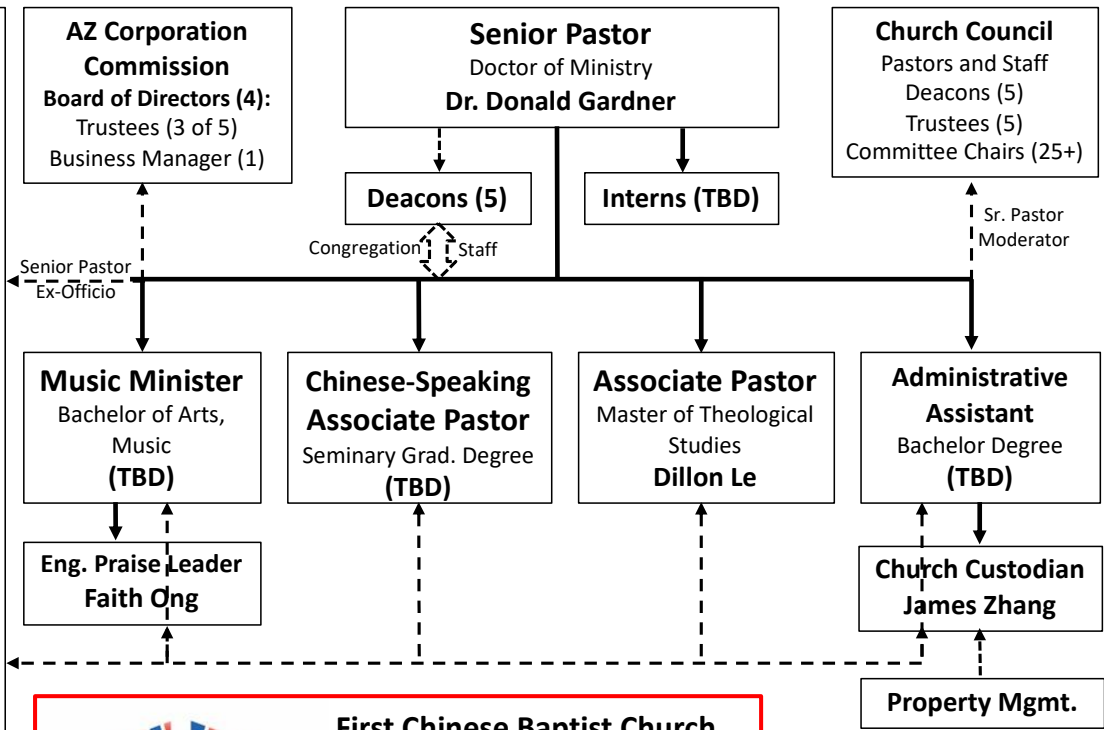 AZ Corporation
Commission
Board of Directors (4):
Trustees (3 of 5)
Business Manager (1)
Senior Pastor
Doctor of Ministry
Dr. Donald Gardner
Church Council
Pastors and Staff
Deacons (5)
Trustees (5)
Committee Chairs (25+)
Deacons (5)
Interns (TBD)
Congregation
Staff
Sr. Pastor
Moderator
Senior Pastor
Ex-Officio
Music Minister
Bachelor of Arts,
Music
(TBD)
Chinese-Speaking
Associate Pastor
Seminary Grad. Degree
(TBD)
Associate Pastor
Master of Theological
Studies
Dillon Le
Administrative
Assistant
Bachelor Degree
(TBD)
Eng. Praise Leader
Faith Ong
Church Custodian
James Zhang
Property Mgmt.
First Chinese Baptist Church